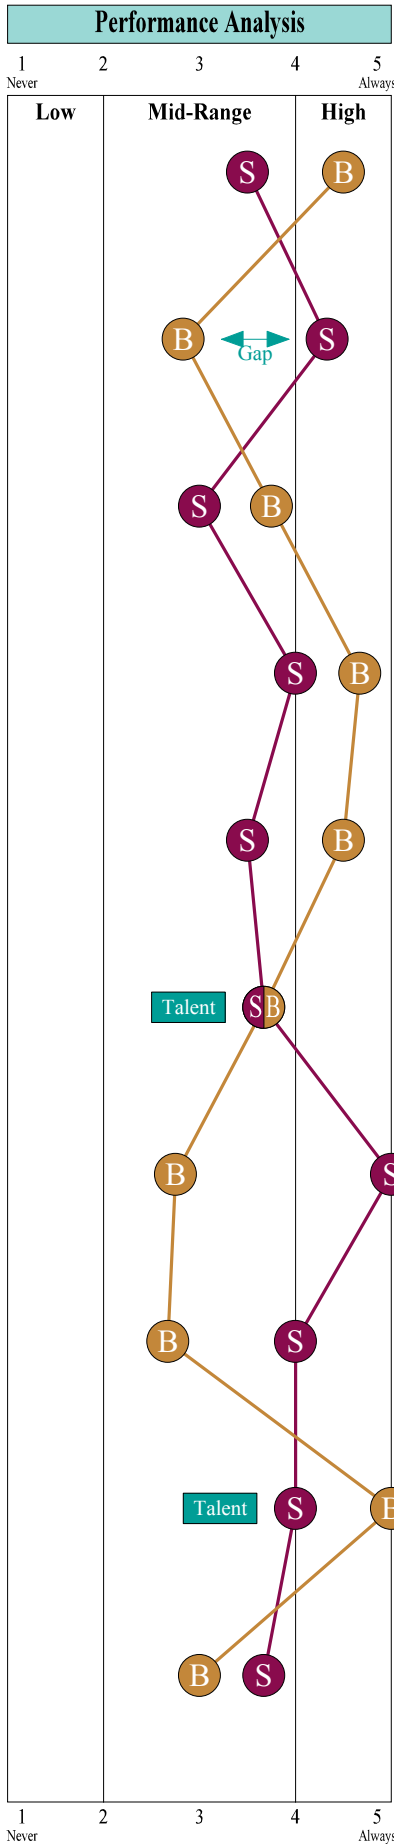 Performance Analysis
1 2 3 4 5
Never Always
Low Mid-Range High
S B
B Gap S
S B
S B
S B
Talent S B
B S
B S
Talent S B
B S
1 2 3 4 5
Never Always